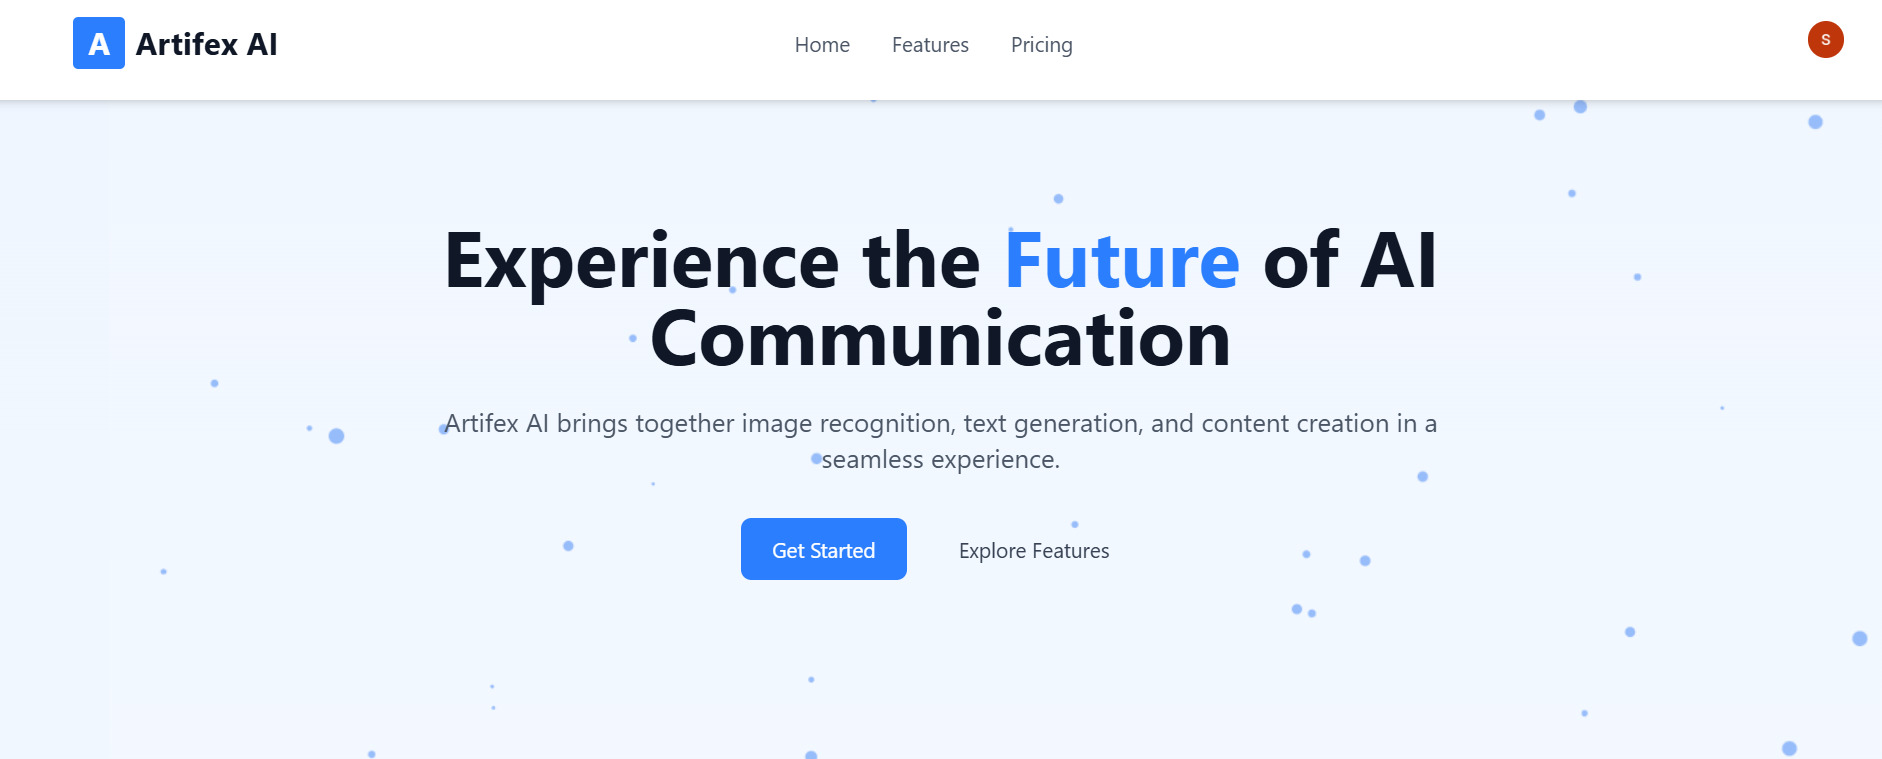 A Artifex AI
Home Features Pricing
S
Experience the Future of AI
Communication
Artifex AI brings together image recognition, text generation, and content creation in a
seamless experience.
Get Started Explore Features